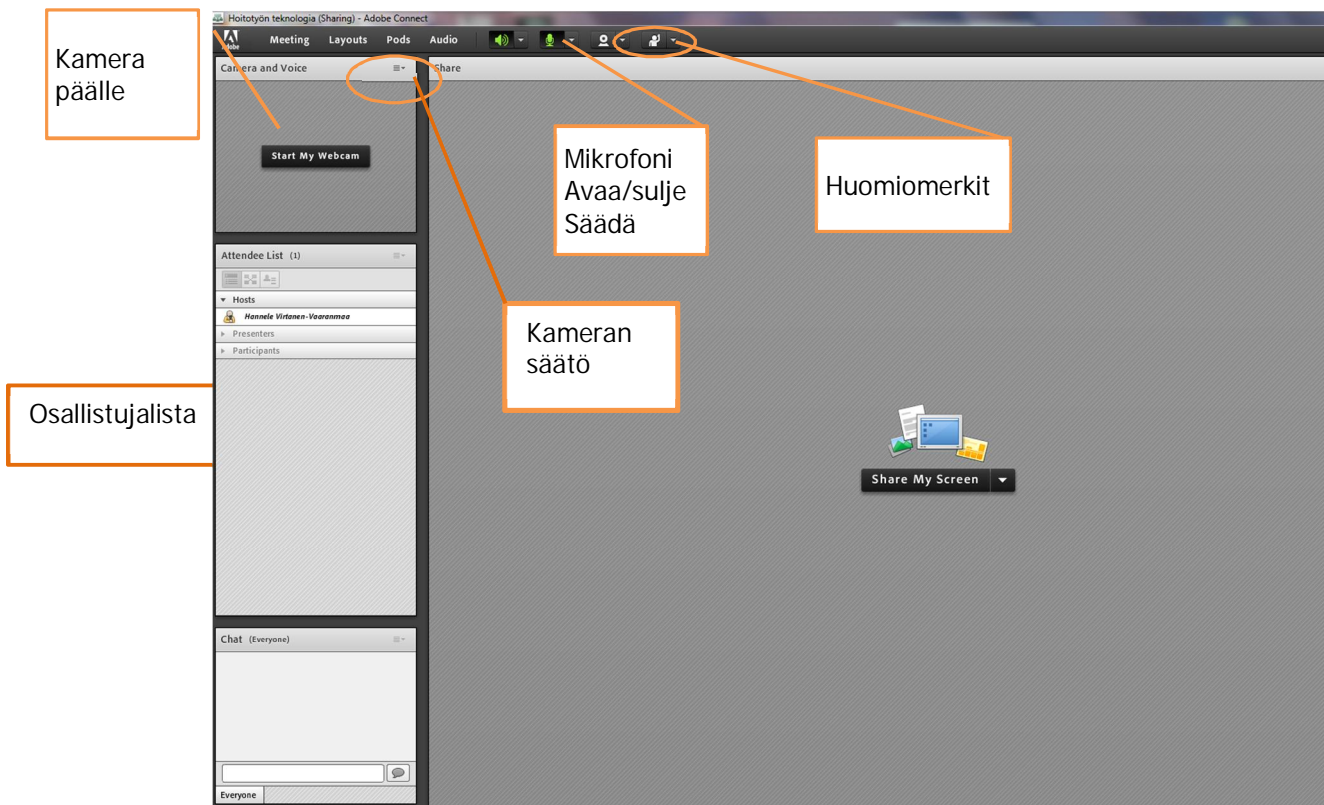 Hoitotyön teknologia (Sharing) - Adobe Connect
Adobe
Meeting Layouts Pods Audio
Kamera
päälle
Camera and Voice
Share
Start My Webcam
Mikrofoni
Avaa/sulje
Säädä
Huomiomerkit
Attendee List (1)
Hosts
Hannele Virtanen-Vaaranmaa
Presenters
Participants
Kameran
säätö
Osallistujalista
Share My Screen
Chat (Everyone)
Everyone